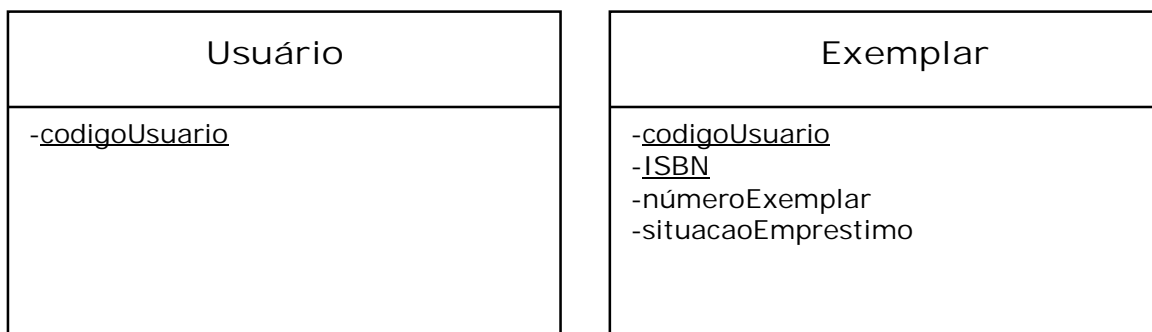 Usuário
-codigoUsuario
Exemplar
-codigoUsuario
-ISBN
-númeroExemplar
-situacaoEmprestimo